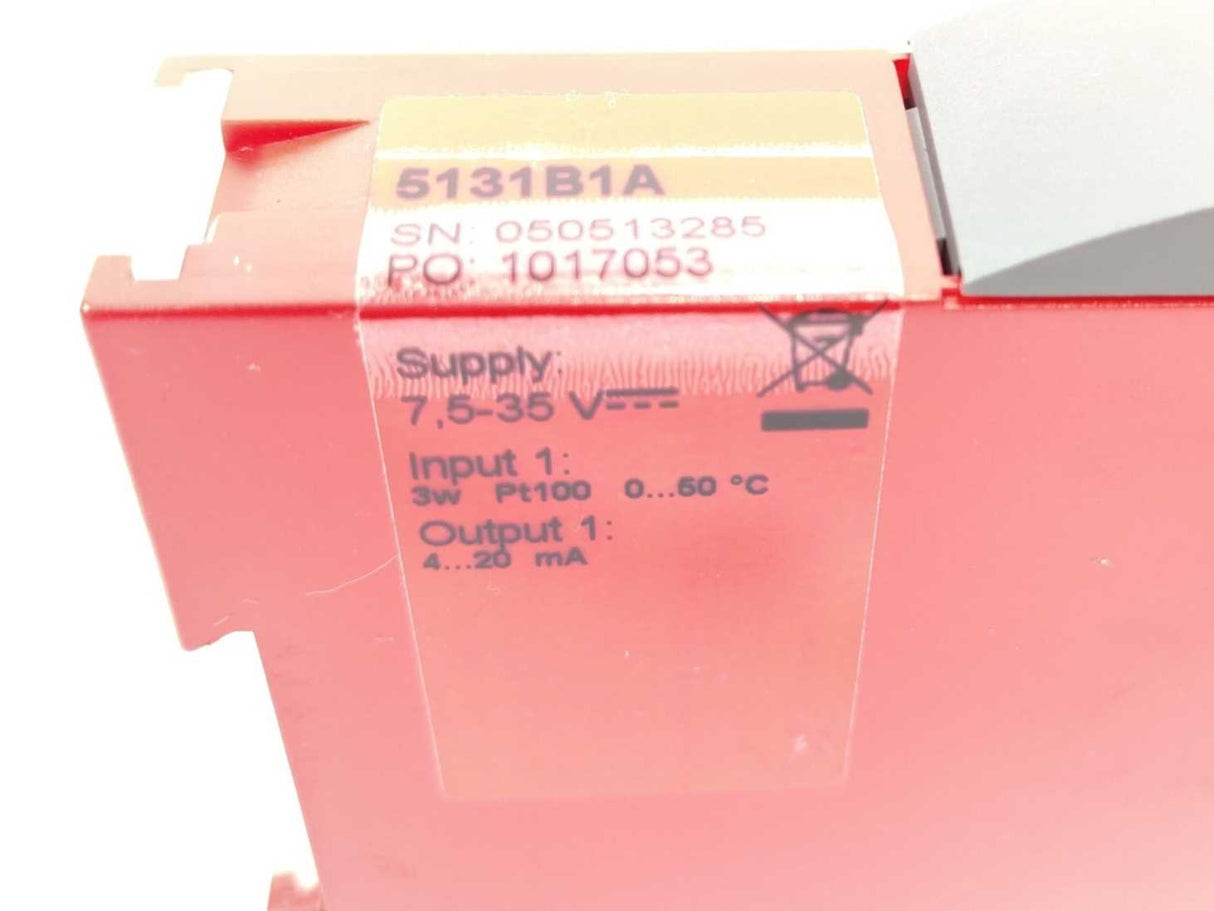 5131B1A
SN: 050513285
PO: 1017053
Supply:
7,5-35 V⎓
Input 1:
3w Pt100 0...50 °C
Output 1:
4...20 mA